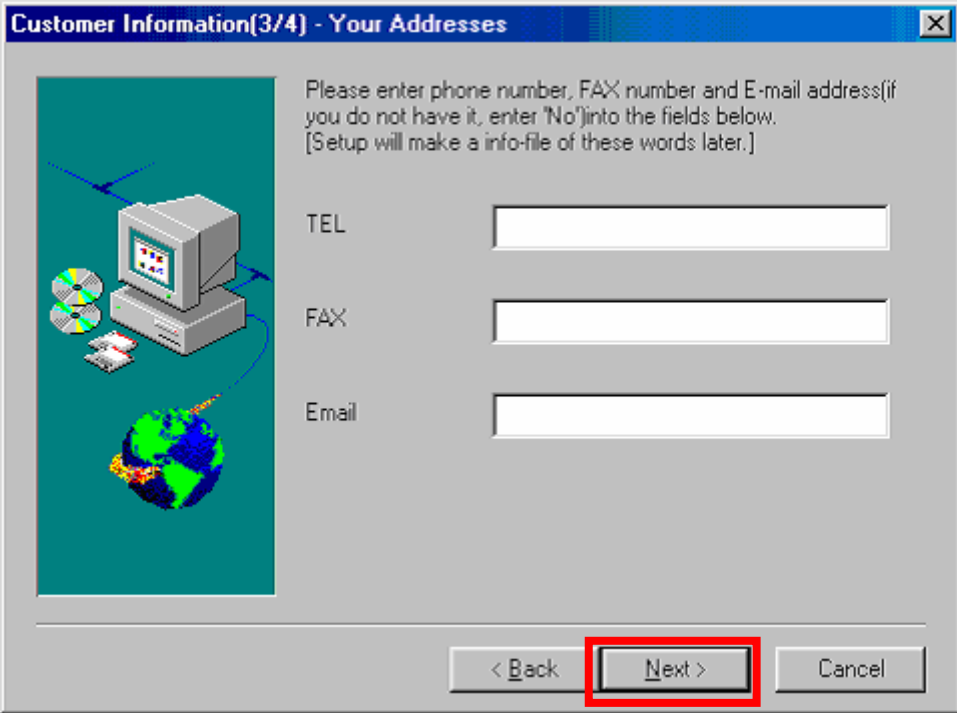 Customer Information(3/4) - Your Addresses
Please enter phone number, FAX number and E-mail address(if
you do not have it, enter 'No')into the fields below.
[Setup will make a info-file of these words later.]
TEL
FAX
Email
< Back
Next >
Cancel